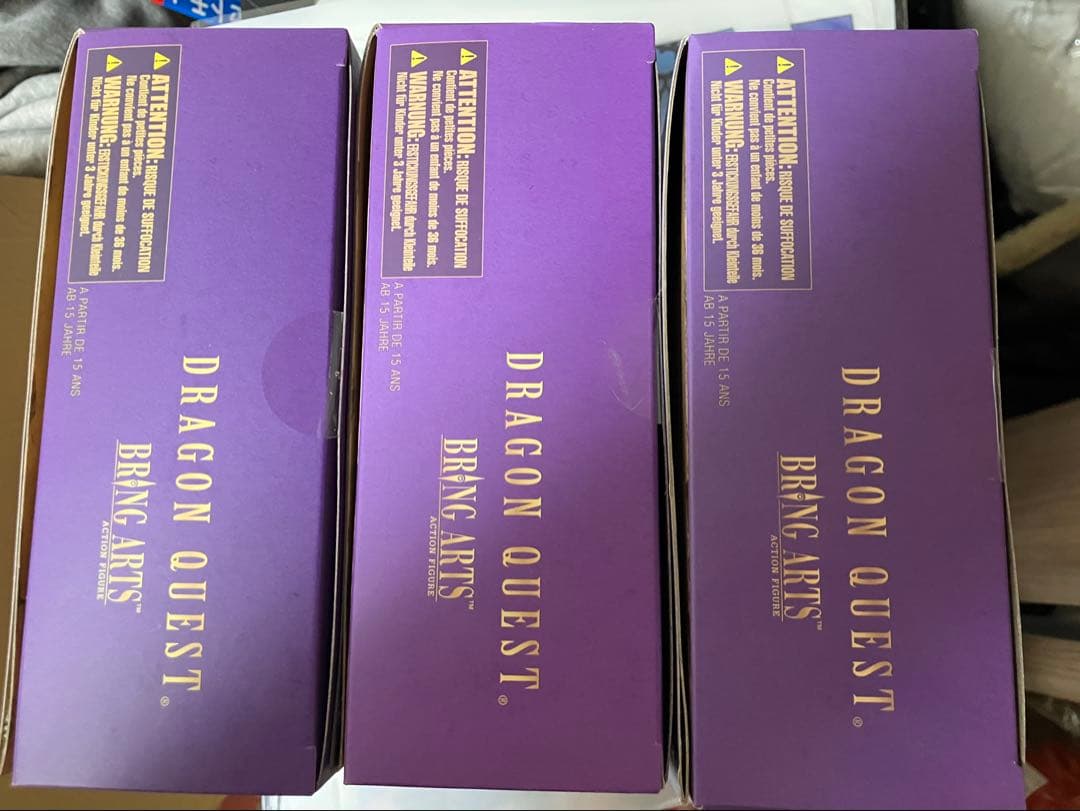 ⚠ATTENTION: RISQUE DE SUFFOCATION
Contient de petites pièces.
Ne convient pas à un enfant de moins de 36 mois.
⚠WARNUNG: ERSTICKUNGSGEFAHR durch Kleinteile
Nicht für Kinder unter 3 Jahre geeignet.
A PARTIR DE 15 ANS
AB 15 JAHRE
DRAGON QUEST®
BRING ARTS™
ACTION FIGURE
⚠ATTENTION: RISQUE DE SUFFOCATION
Contient de petites pièces.
Ne convient pas à un enfant de moins de 36 mois.
⚠WARNUNG: ERSTICKUNGSGEFAHR durch Kleinteile
Nicht für Kinder unter 3 Jahre geeignet.
A PARTIR DE 15 ANS
AB 15 JAHRE
DRAGON QUEST®
BRING ARTS™
ACTION FIGURE
⚠ATTENTION: RISQUE DE SUFFOCATION
Contient de petites pièces.
Ne convient pas à un enfant de moins de 36 mois.
⚠WARNUNG: ERSTICKUNGSGEFAHR durch Kleinteile
Nicht für Kinder unter 3 Jahre geeignet.
A PARTIR DE 15 ANS
AB 15 JAHRE
DRAGON QUEST®
BRING ARTS™
ACTION FIGURE